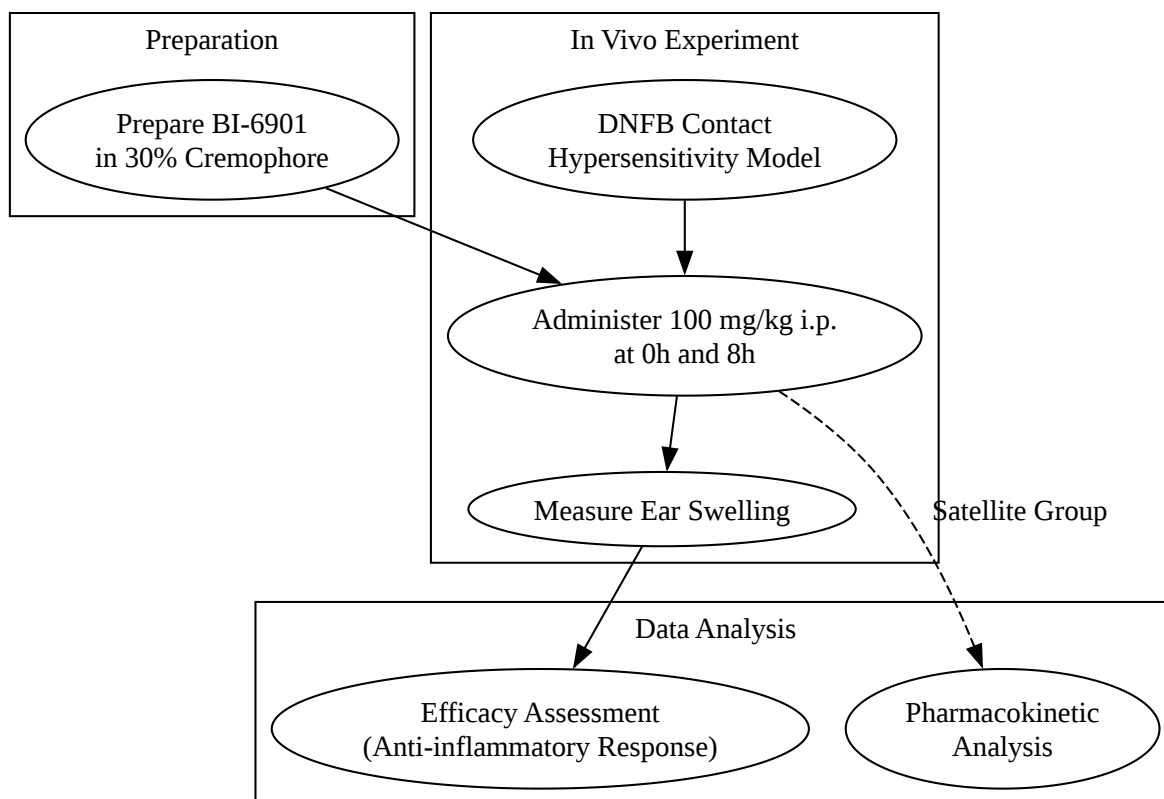 Preparation
In Vivo Experiment
Prepare BI-6901
in 30% Cremophore
DNFB Contact
Hypersensitivity Model
Administer 100 mg/kg i.p.
at 0h and 8h
Measure Ear Swelling
Satellite Group
Data Analysis
Efficacy Assessment
(Anti-inflammatory Response)
Pharmacokinetic
Analysis